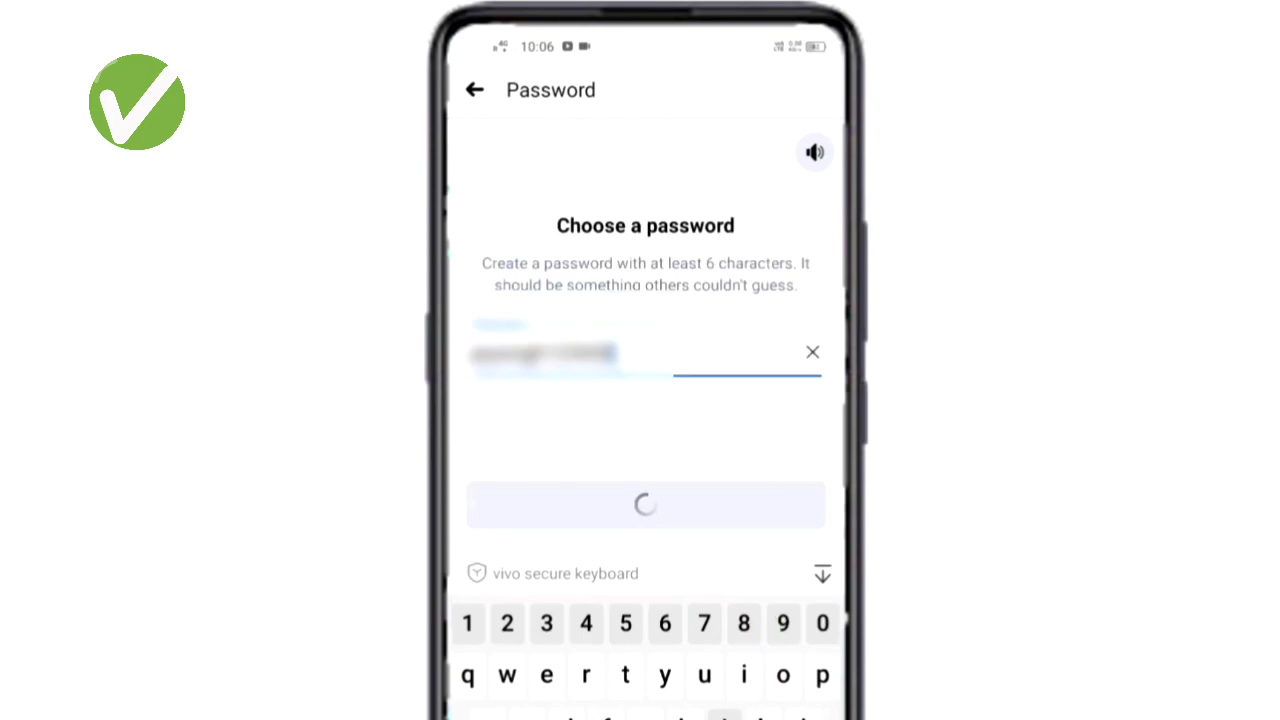 10:06
Password
Choose a password
Create a password with at least 6 characters. It
should be something others couldn't guess.
vivo secure keyboard
1 2 3 4 5 6 7 8 9 0
q w e r t y u i o p